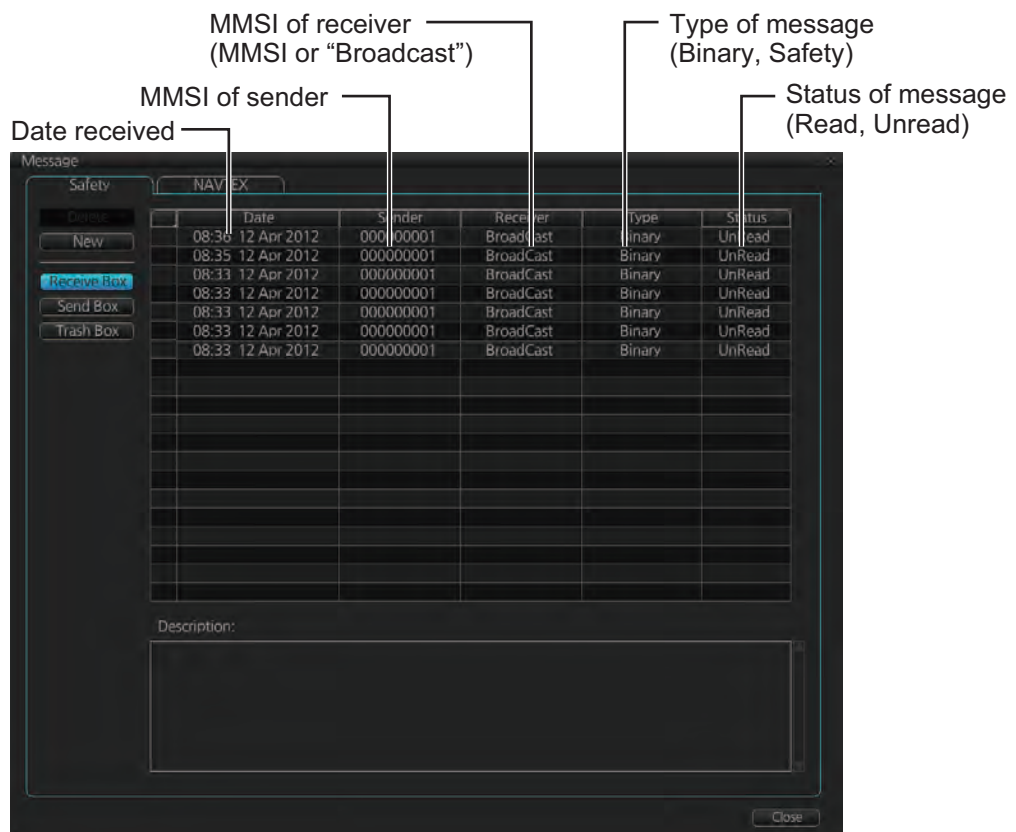 MMSI of receiver
(MMSI or “Broadcast”)
Type of message
(Binary, Safety)
MMSI of sender
Status of message
(Read, Unread)
Date received
Message
Safety NAVTEX
Delete
New
Receive Box
Send Box
Trash Box
Date Sender Receiver Type Status
08:36 12 Apr 2012 000000001 BroadCast Binary UnRead
08:35 12 Apr 2012 000000001 BroadCast Binary UnRead
08:33 12 Apr 2012 000000001 BroadCast Binary UnRead
08:33 12 Apr 2012 000000001 BroadCast Binary UnRead
08:33 12 Apr 2012 000000001 BroadCast Binary UnRead
08:33 12 Apr 2012 000000001 BroadCast Binary UnRead
08:33 12 Apr 2012 000000001 BroadCast Binary UnRead
Description:
Close